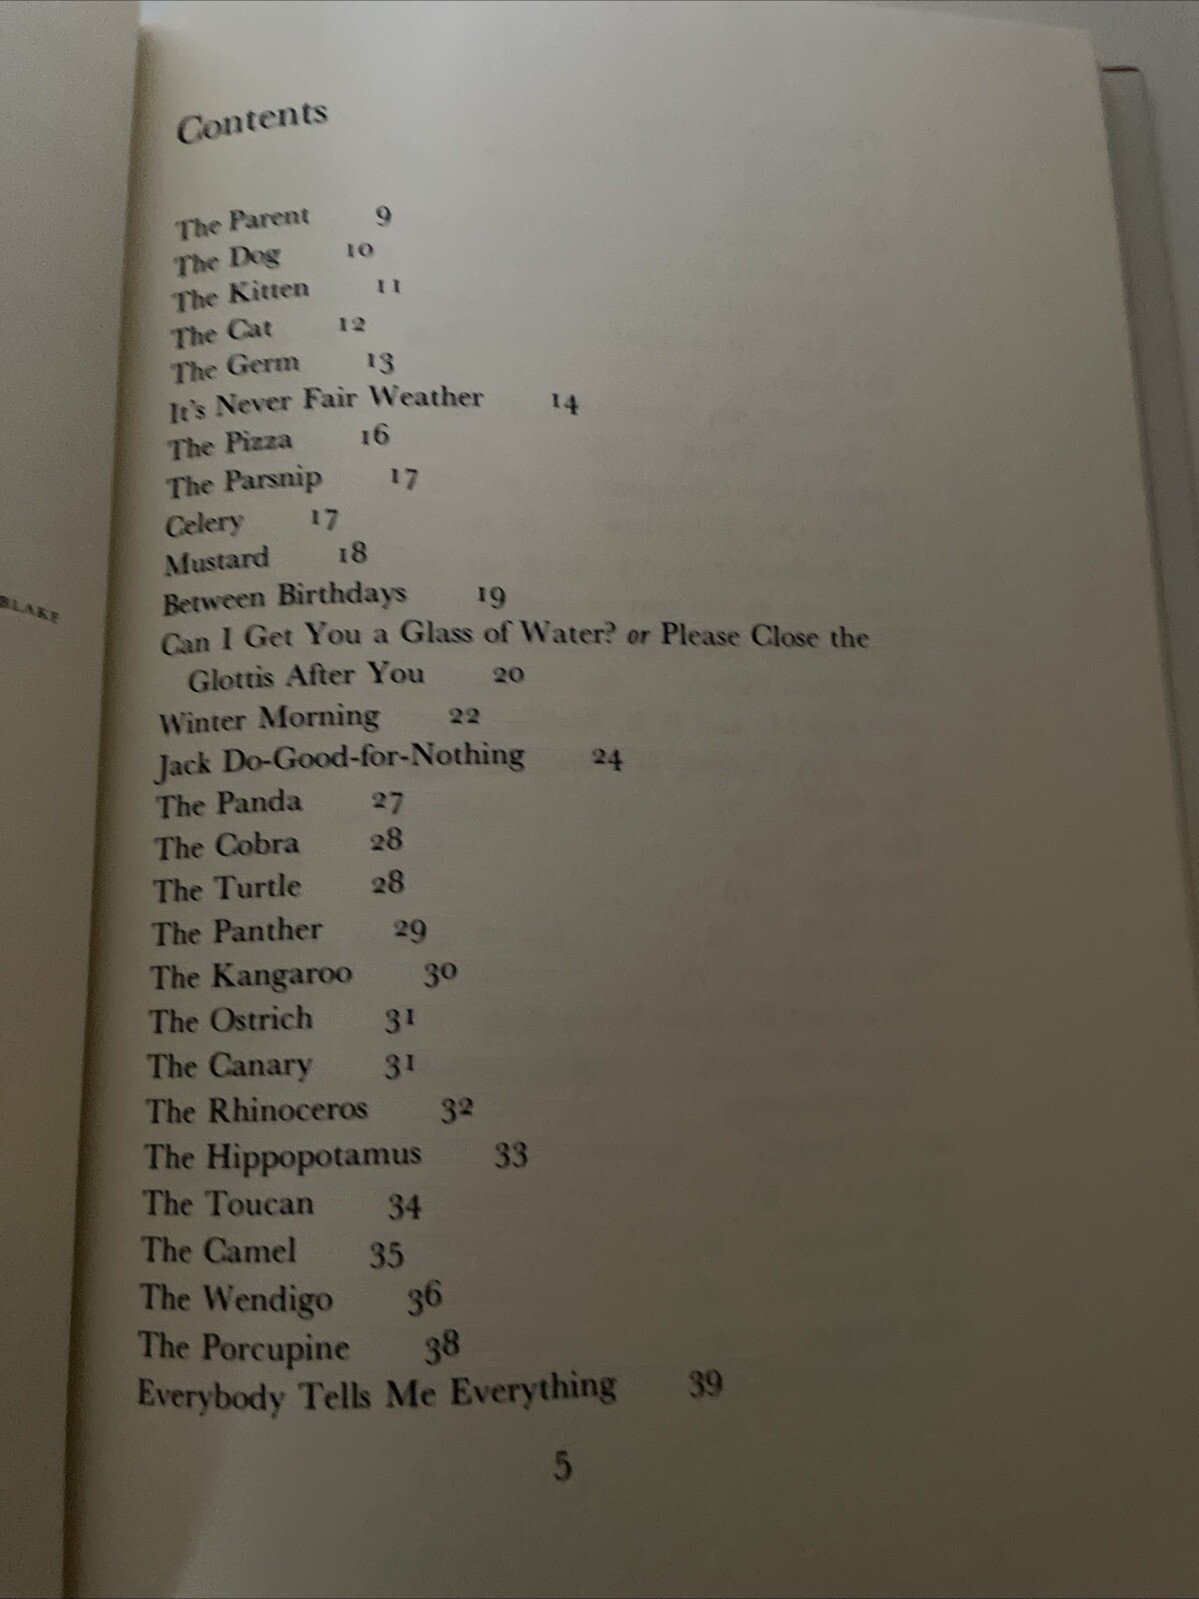 BLAKE
Contents
The Parent 9
The Dog 10
The Kitten 11
The Cat 12
The Germ 13
It's Never Fair Weather 14
The Pizza 16
The Parsnip 17
Celery 17
Mustard 18
Between Birthdays 19
Can I Get You a Glass of Water? or Please Close the
Glottis After You 20
Winter Morning 22
Jack Do-Good-for-Nothing 24
The Panda 27
The Cobra 28
The Turtle 28
The Panther 29
The Kangaroo 30
The Ostrich 31
The Canary 31
The Rhinoceros 32
The Hippopotamus 33
The Toucan 34
The Camel 35
The Wendigo 36
The Porcupine 38
Everybody Tells Me Everything 39
5